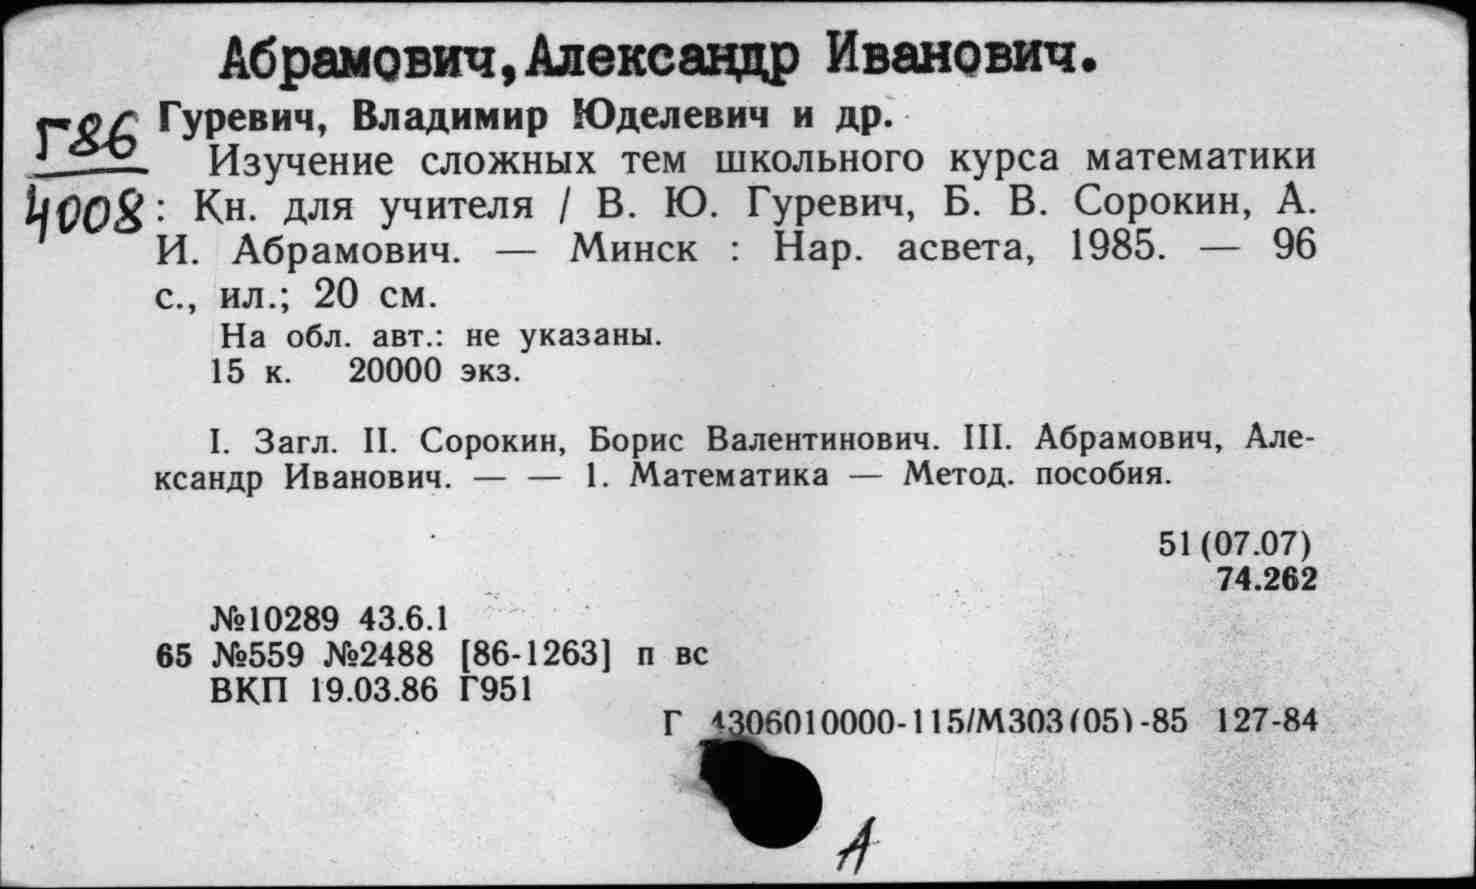 Абрамович, Александр Иванович.
Г86
4008
Гуревич, Владимир Юделевич и др.
Изучение сложных тем школьного курса математики
: Кн. для учителя / В. Ю. Гуревич, Б. В. Сорокин, А.
И. Абрамович. — Минск : Нар. асвета, 1985. — 96
с., ил.; 20 см.
На обл. авт.: не указаны.
15 к. 20000 экз.
I. Загл. II. Сорокин, Борис Валентинович. III. Абрамович, Але-
ксандр Иванович. — — 1. Математика — Метод. пособия.
51(07.07)
74.262
№10289 43.6.1
65 №559 №2488 [86-1263] п вс
ВКП 19.03.86 Г951
Г 4306010000-115/М303(05)-85 127-84
А